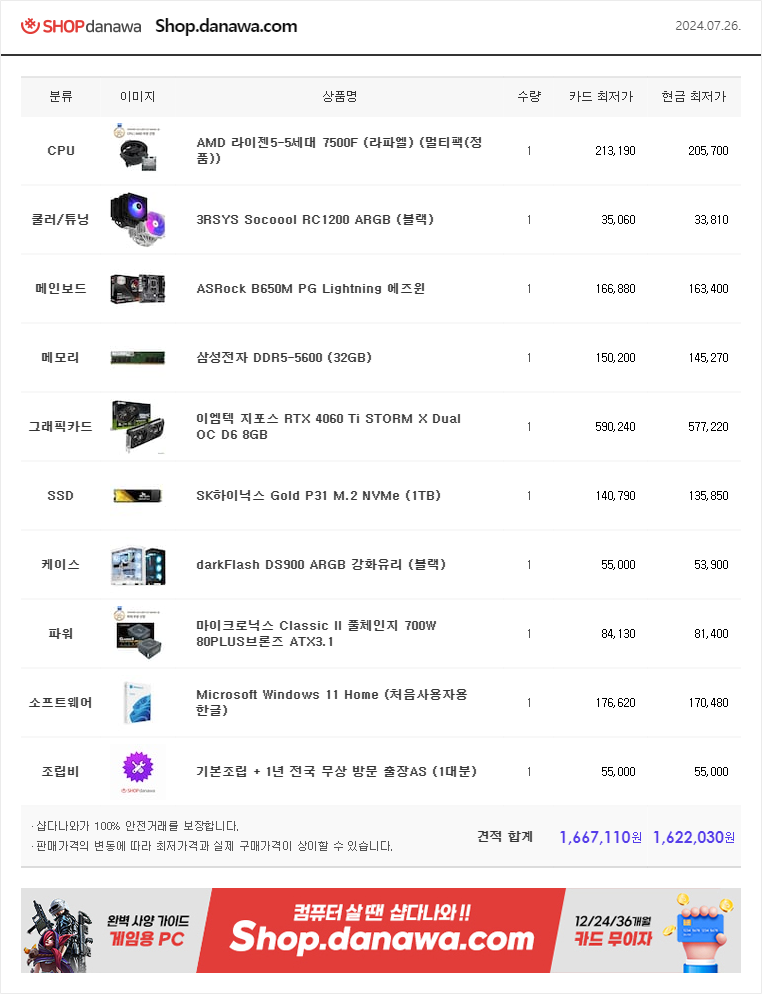 SHOPdanawa Shop.danawa.com 2024.07.26.
분류 이미지 상품명 수량 카드 최저가 현금 최저가
CPU AMD 라이젠5-5세대 7500F (라파엘) (멀티팩(정
품)) 1 213,190 205,700
쿨러/튜닝 3RSYS Socoool RC1200 ARGB (블랙) 1 35,060 33,810
메인보드 ASRock B650M PG Lightning 에즈윈 1 166,880 163,400
메모리 삼성전자 DDR5-5600 (32GB) 1 150,200 145,270
그래픽카드 이엠텍 지포스 RTX 4060 Ti STORM X Dual
OC D6 8GB 1 590,240 577,220
SSD SK하이닉스 Gold P31 M.2 NVMe (1TB) 1 140,790 135,850
케이스 darkFlash DS900 ARGB 강화유리 (블랙) 1 55,000 53,900
파워 마이크로닉스 Classic II 풀체인지 700W
80PLUS브론즈 ATX3.1 1 84,130 81,400
소프트웨어 Microsoft Windows 11 Home (처음사용자용
한글) 1 176,620 170,480
조립비 기본조립 + 1년 전국 무상 방문 출장AS (1대분) 1 55,000 55,000
SHOPdanawa
· 샵다나와가 100% 안전거래를 보장합니다.
· 판매가격의 변동에 따라 최저가격과 실제 구매가격이 상이할 수 있습니다.
견적 합계 1,667,110원 1,622,030원
완벽 사양 가이드
게임용 PC
컴퓨터 살 땐 샵다나와!!
Shop.danawa.com
12/24/36개월
카드 무이자